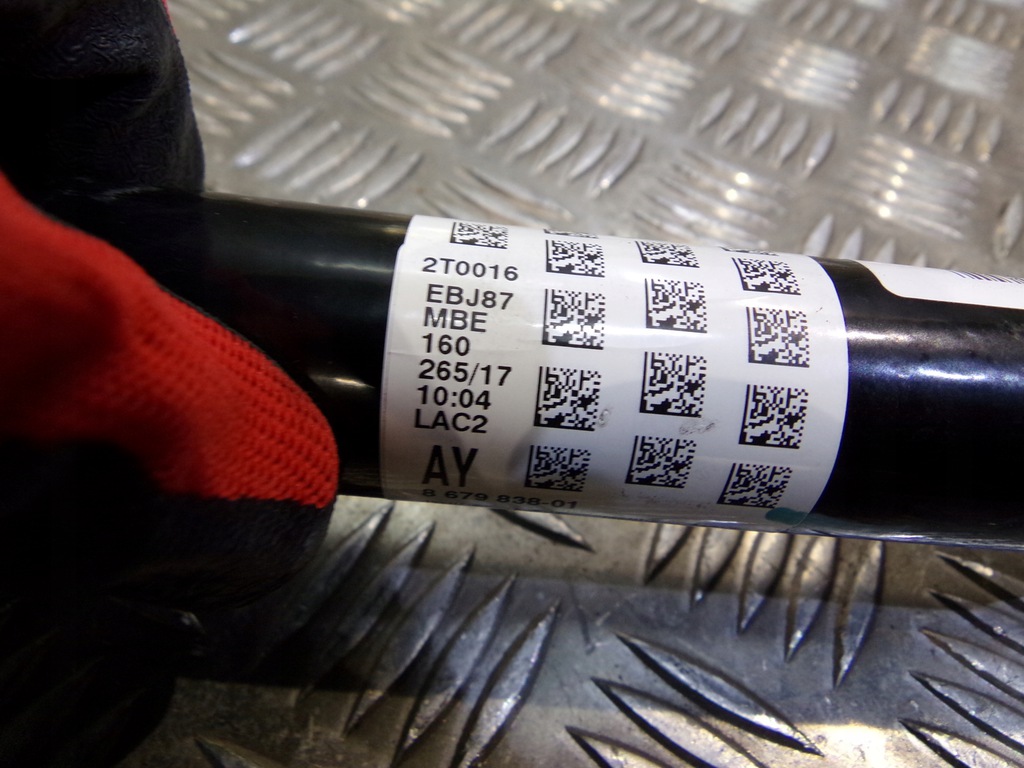 2T0016
EBJ87
MBE
160
265/17
10:04
LAC2
AY
8 679 838-01